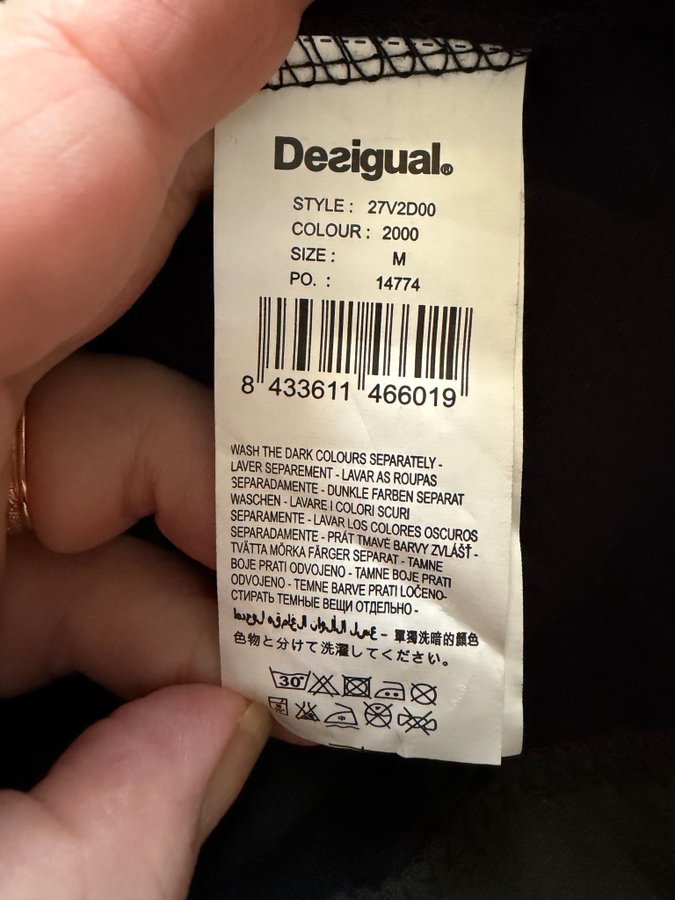 Desigual®
STYLE : 27V2D00
COLOUR : 2000
SIZE : M
PO. : 14774
8 433611 466019
WASH THE DARK COLOURS SEPARATELY -
LAVER SEPAREMENT - LAVAR AS ROUPAS
SEPARADAMENTE - DUNKLE FARBEN SEPARAT
WASCHEN - LAVARE I COLORI SCURI
SEPARAMENTE - LAVAR LOS COLORES OSCUROS
SEPARADAMENTE - PRÁT TMAVÉ BARVY ZVLÁŠŤ -
TVÄTTA MÖRKA FÄRGER SEPARAT - TAMNE
BOJE PRATI ODVOJENO - TAMNE BOJE PRATI
ODVOJENO - TEMNE BARVE PRATI LOČENO-
СТИРАТЬ ТЕМНЫЕ ВЕЩИ ОТДЕЛЬНО -
- 單獨洗暗的顏色
色物と分けて洗濯してください。
30°